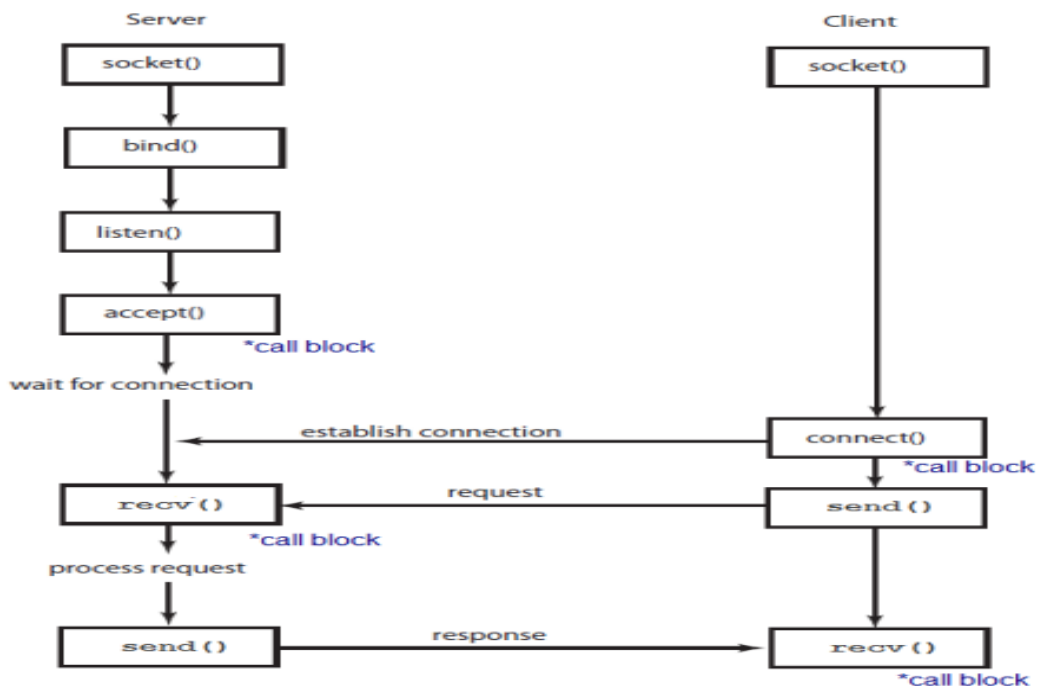 Server
Client
socket()
socket()
bind()
listen()
accept()
*call block
wait for connection
establish connection
connect()
*call block
recv()
request
send()
*call block
process request
send()
response
recv()
*call block